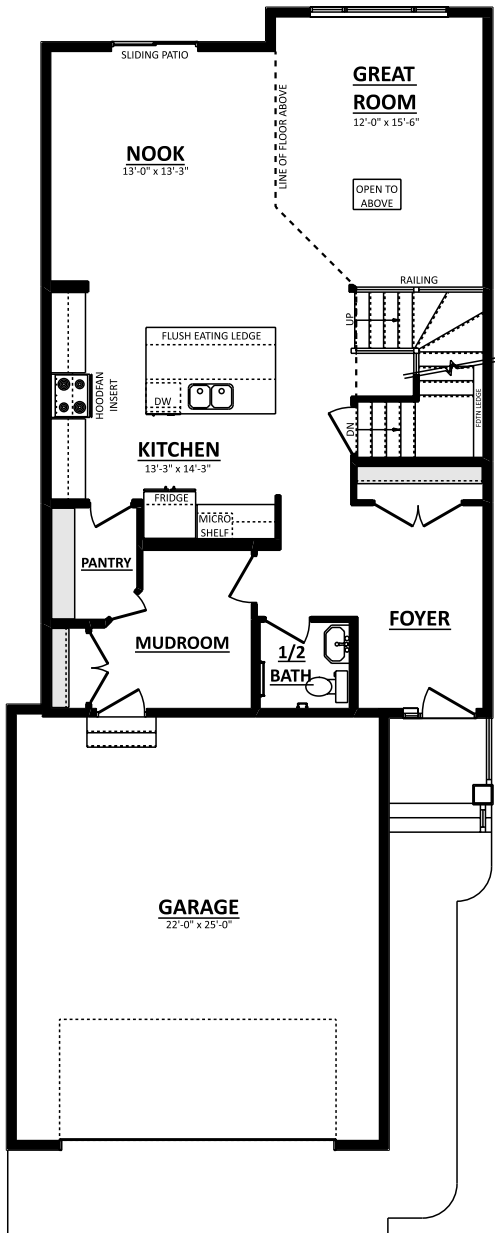 SLIDING PATIO
GREAT
ROOM
12'-0" x 15'-6"
LINE OF FLOOR ABOVE
NOOK
13'-0" x 13'-3"
OPEN TO
ABOVE
RAILING
UP
FLUSH EATING LEDGE
HOODFAN
INSERT
DW
FDTN LEDGE
DN
KITCHEN
13'-3" x 14'-3"
FRIDGE
MICRO
SHELF
PANTRY
MUDROOM
1/2
BATH
FOYER
GARAGE
22'-0" x 25'-0"